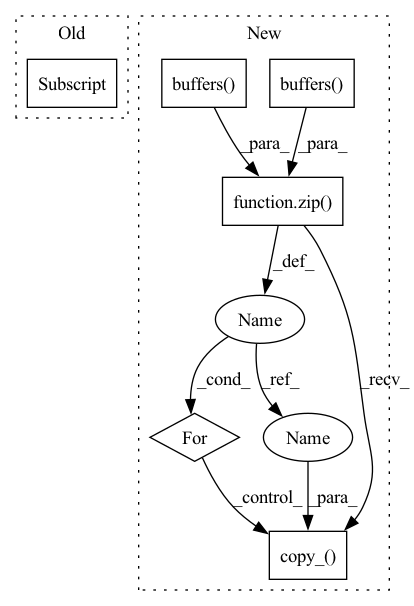 Old
New
Subscript
buffers()
buffers()
_para_
_para_
function.zip()
_def_
Name
_recv_
_cond_
_ref_
For
Name
_control_
_para_
copy_()